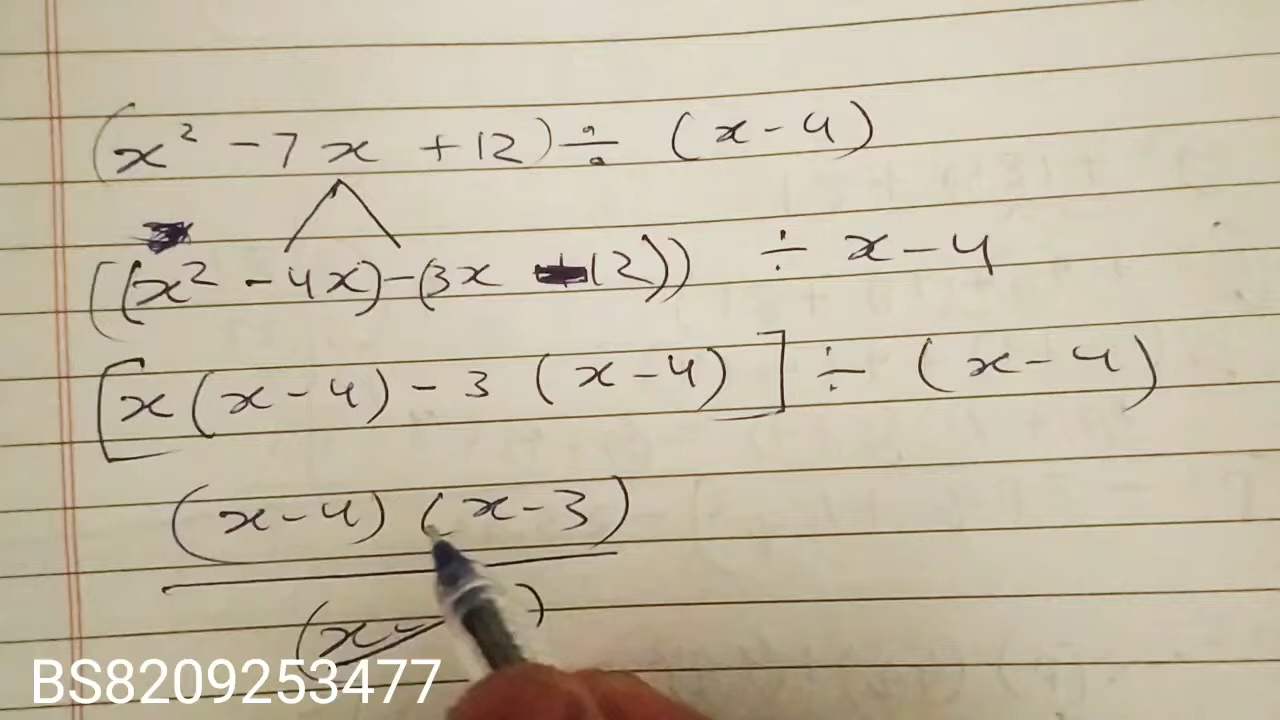 (x² - 7x + 12) ÷ (x - 4)
((x² - 4x) - (3x - 12)) ÷ x - 4
[x (x - 4) - 3 (x - 4)] ÷ (x - 4)
(x - 4) (x - 3)
(x - )
BS8209253477